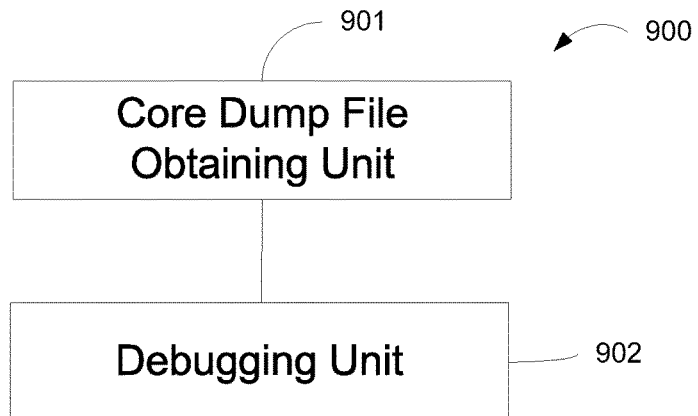 901
900
Core Dump File
Obtaining Unit
Debugging Unit
902